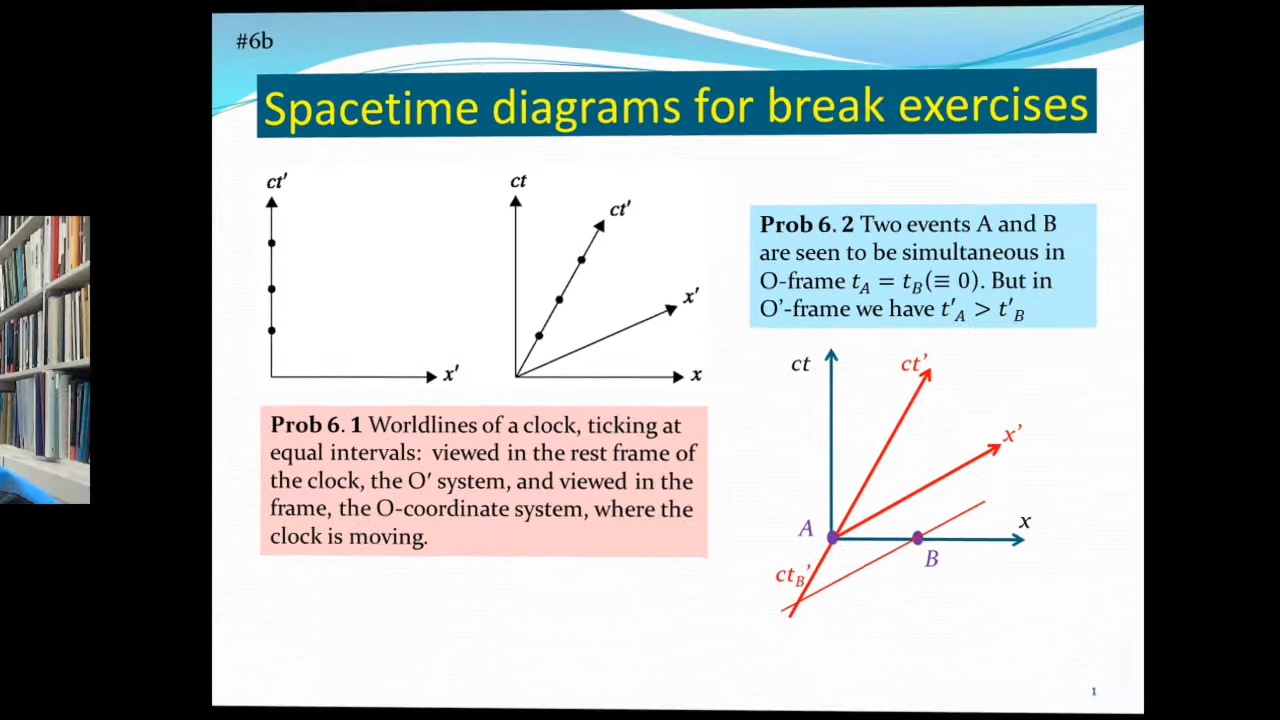 #6b
Spacetime diagrams for break exercises
ct′
x′
ct
ct′
x′
x
Prob 6.1 Worldlines of a clock, ticking at
equal intervals: viewed in the rest frame of
the clock, the O′ system, and viewed in the
frame, the O-coordinate system, where the
clock is moving.
Prob 6.2 Two events A and B
are seen to be simultaneous in
O-frame t_A = t_B(≡ 0). But in
O’-frame we have t′_A > t′_B
ct
ct’
x’
A
x
B
ct_B’
1